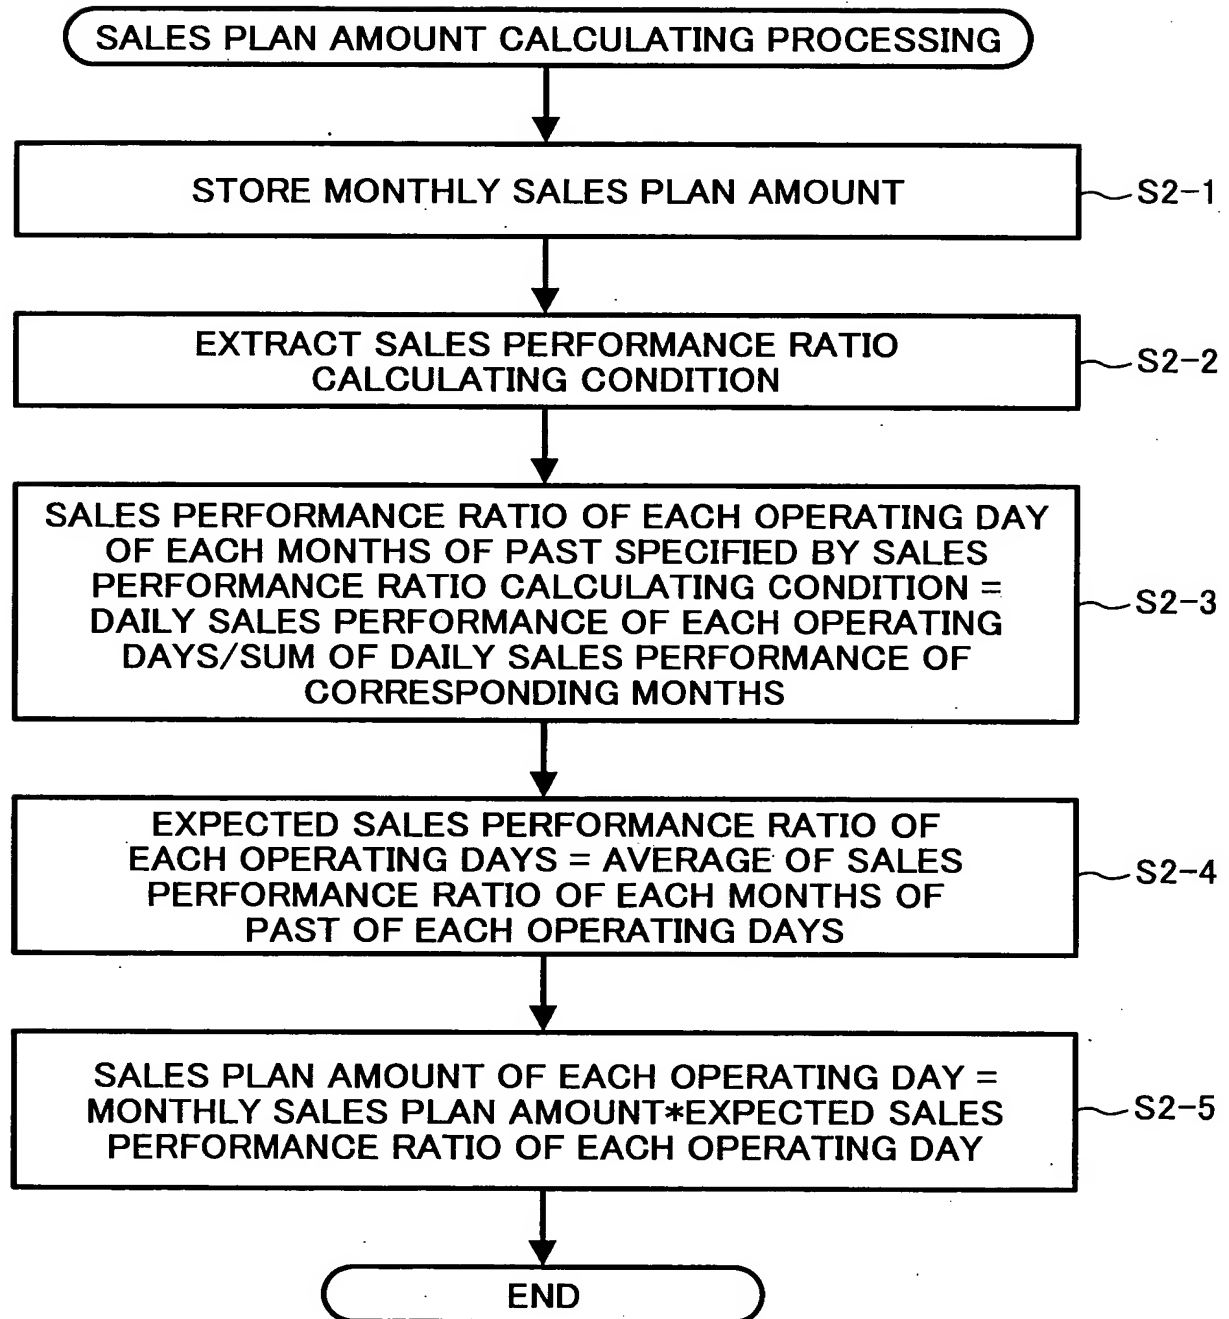 SALES PLAN AMOUNT CALCULATING PROCESSING
STORE MONTHLY SALES PLAN AMOUNT
S2-1
EXTRACT SALES PERFORMANCE RATIO
CALCULATING CONDITION
S2-2
SALES PERFORMANCE RATIO OF EACH OPERATING DAY
OF EACH MONTHS OF PAST SPECIFIED BY SALES
PERFORMANCE RATIO CALCULATING CONDITION =
DAILY SALES PERFORMANCE OF EACH OPERATING
DAYS/SUM OF DAILY SALES PERFORMANCE OF
CORRESPONDING MONTHS
S2-3
EXPECTED SALES PERFORMANCE RATIO OF
EACH OPERATING DAYS = AVERAGE OF SALES
PERFORMANCE RATIO OF EACH MONTHS OF
PAST OF EACH OPERATING DAYS
S2-4
SALES PLAN AMOUNT OF EACH OPERATING DAY =
MONTHLY SALES PLAN AMOUNT*EXPECTED SALES
PERFORMANCE RATIO OF EACH OPERATING DAY
S2-5
END